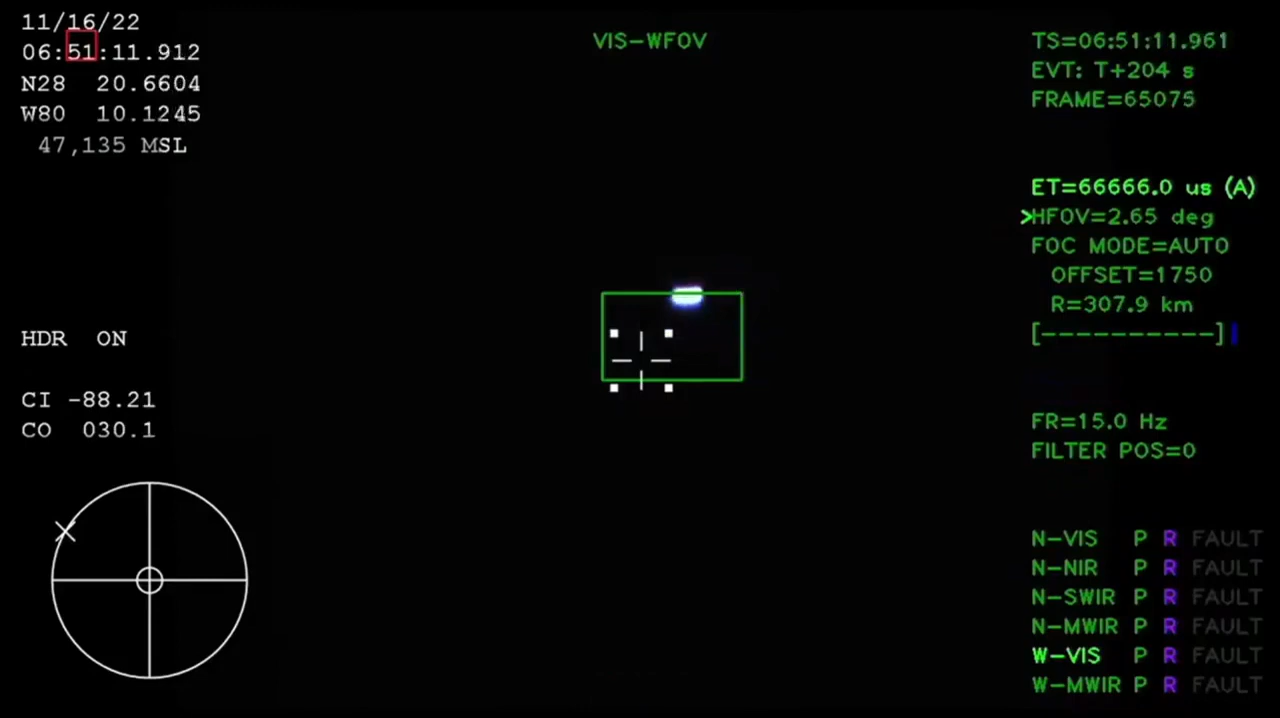 11/16/22
06:51:11.912
N28 20.6604
W80 10.1245
47,135 MSL
HDR ON
CI -88.21
CO 030.1
VIS-WFOV
TS=06:51:11.961
EVT: T+204 s
FRAME=65075
ET=66666.0 us (A)
>HFOV=2.65 deg
FOC MODE=AUTO
OFFSET=1750
R=307.9 km
[----------]
FR=15.0 Hz
FILTER POS=0
N-VIS P R FAULT
N-NIR P R FAULT
N-SWIR P R FAULT
N-MWIR P R FAULT
W-VIS P R FAULT
W-MWIR P R FAULT